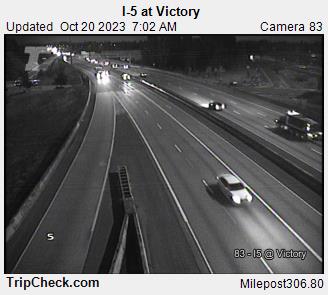 I-5 at Victory
Updated Oct 20 2023 7:02 AM Camera 83
S
83 - I5 @ Victory
TripCheck.com Milepost306.80